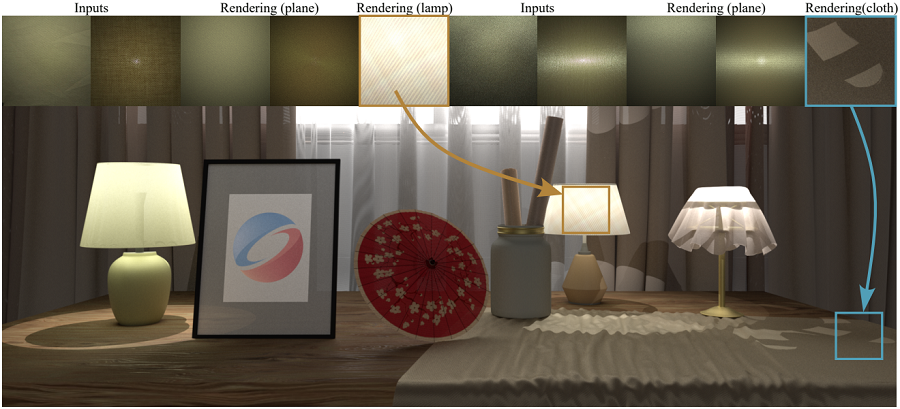 Inputs
Rendering (plane)
Rendering (lamp)
Inputs
Rendering (plane)
Rendering(cloth)